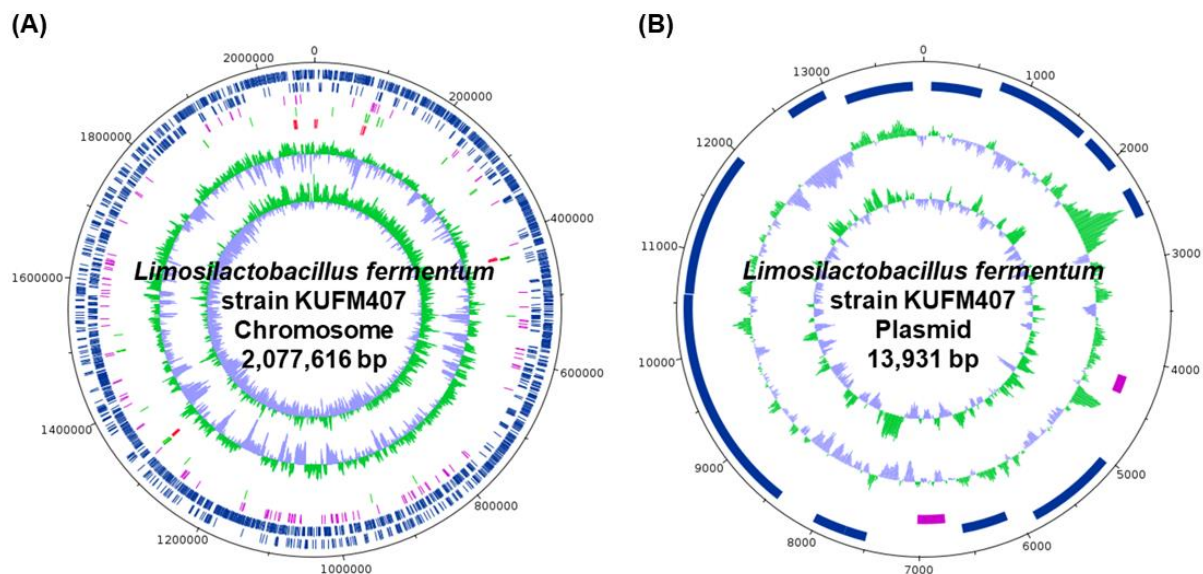 (A)
0
200000
400000
600000
800000
1000000
1200000
1400000
1600000
1800000
2000000
Limosilactobacillus fermentum
strain KUFM407
Chromosome
2,077,616 bp
(B)
0
1000
2000
3000
4000
5000
6000
7000
8000
9000
10000
11000
12000
13000
Limosilactobacillus fermentum
strain KUFM407
Plasmid
13,931 bp